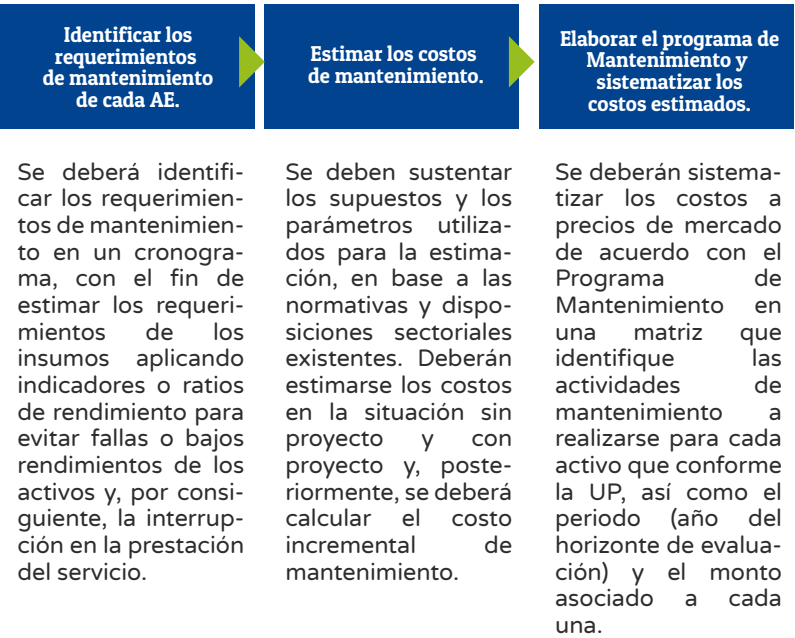 Identificar los
requerimientos
de mantenimiento
de cada AE.
Estimar los costos
de mantenimiento.
Elaborar el programa de
Mantenimiento y
sistematizar los
costos estimados.
Se deberá identifi-
car los requerimien-
tos de mantenimien-
to en un cronogra-
ma, con el fin de
estimar los requeri-
mientos de los
insumos aplicando
indicadores o ratios
de rendimiento para
evitar fallas o bajos
rendimientos de los
activos y, por consi-
guiente, la interrup-
ción en la prestación
del servicio.
Se deben sustentar
los supuestos y los
parámetros utiliza-
dos para la estima-
ción, en base a las
normativas y dispo-
siciones sectoriales
existentes. Deberán
estimarse los costos
en la situación sin
proyecto y con
proyecto y, poste-
riormente, se deberá
calcular el costo
incremental de
mantenimiento.
Se deberán sistema-
tizar los costos a
precios de mercado
de acuerdo con el
Programa de
Mantenimiento en
una matriz que
identifique las
actividades de
mantenimiento a
realizarse para cada
activo que conforme
la UP, así como el
periodo (año del
horizonte de evalua-
ción) y el monto
asociado a cada
una.